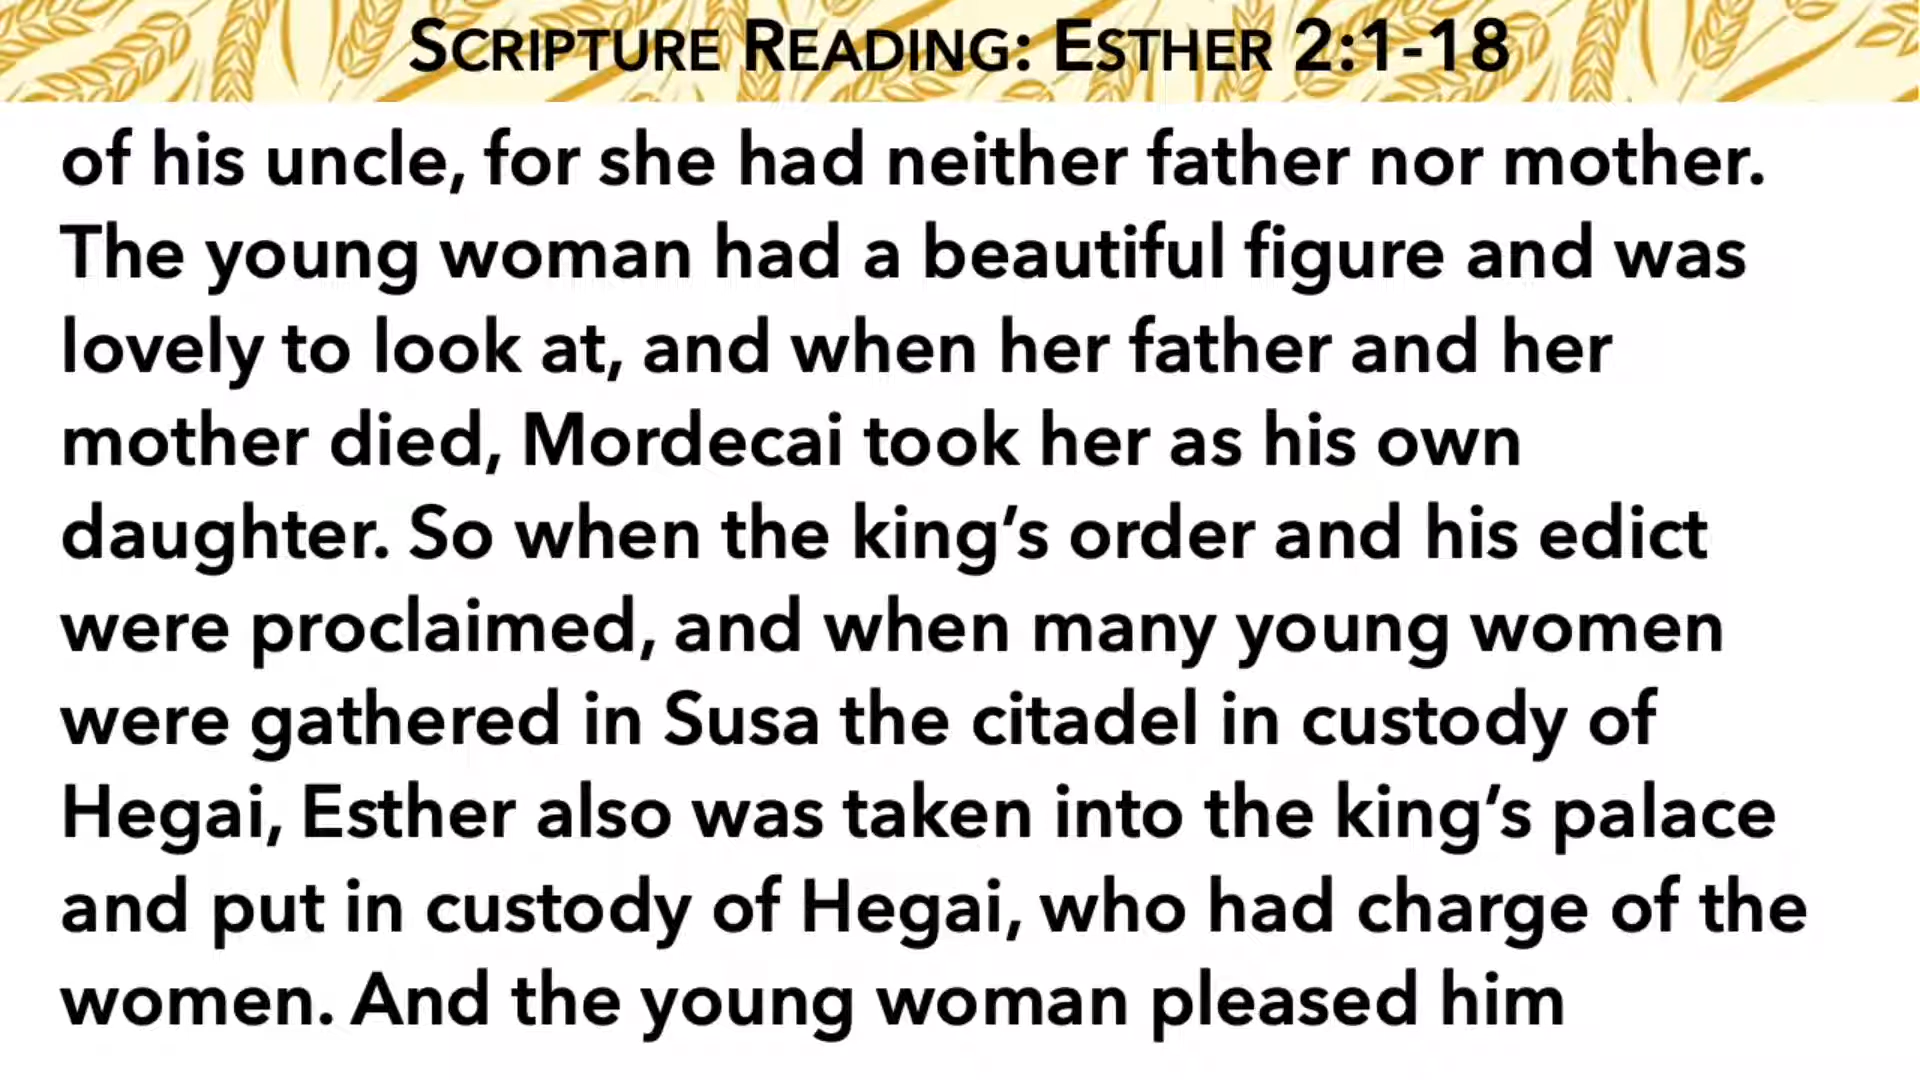 SCRIPTURE READING: ESTHER 2:1-18
of his uncle, for she had neither father nor mother.
The young woman had a beautiful figure and was
lovely to look at, and when her father and her
mother died, Mordecai took her as his own
daughter. So when the king’s order and his edict
were proclaimed, and when many young women
were gathered in Susa the citadel in custody of
Hegai, Esther also was taken into the king’s palace
and put in custody of Hegai, who had charge of the
women. And the young woman pleased him